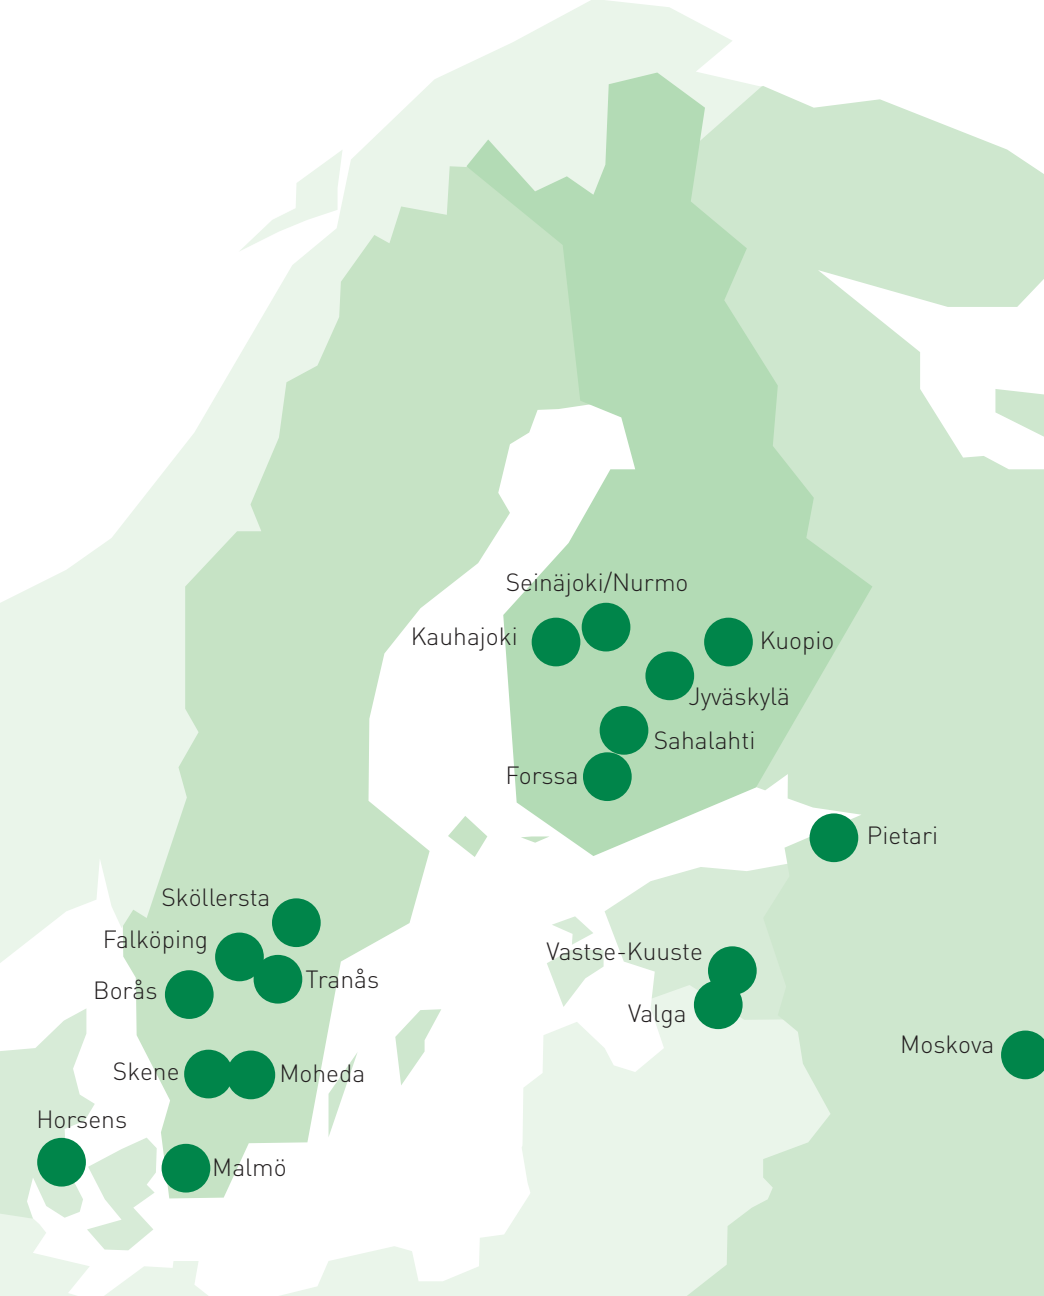 Seinäjoki/Nurmo
Kauhajoki
Kuopio
Jyväskylä
Sahalahti
Forssa
Pietari
Sköllersta
Falköping
Vastse-Kuuste
Tranås
Borås
Valga
Moskova
Skene
Moheda
Horsens
Malmö